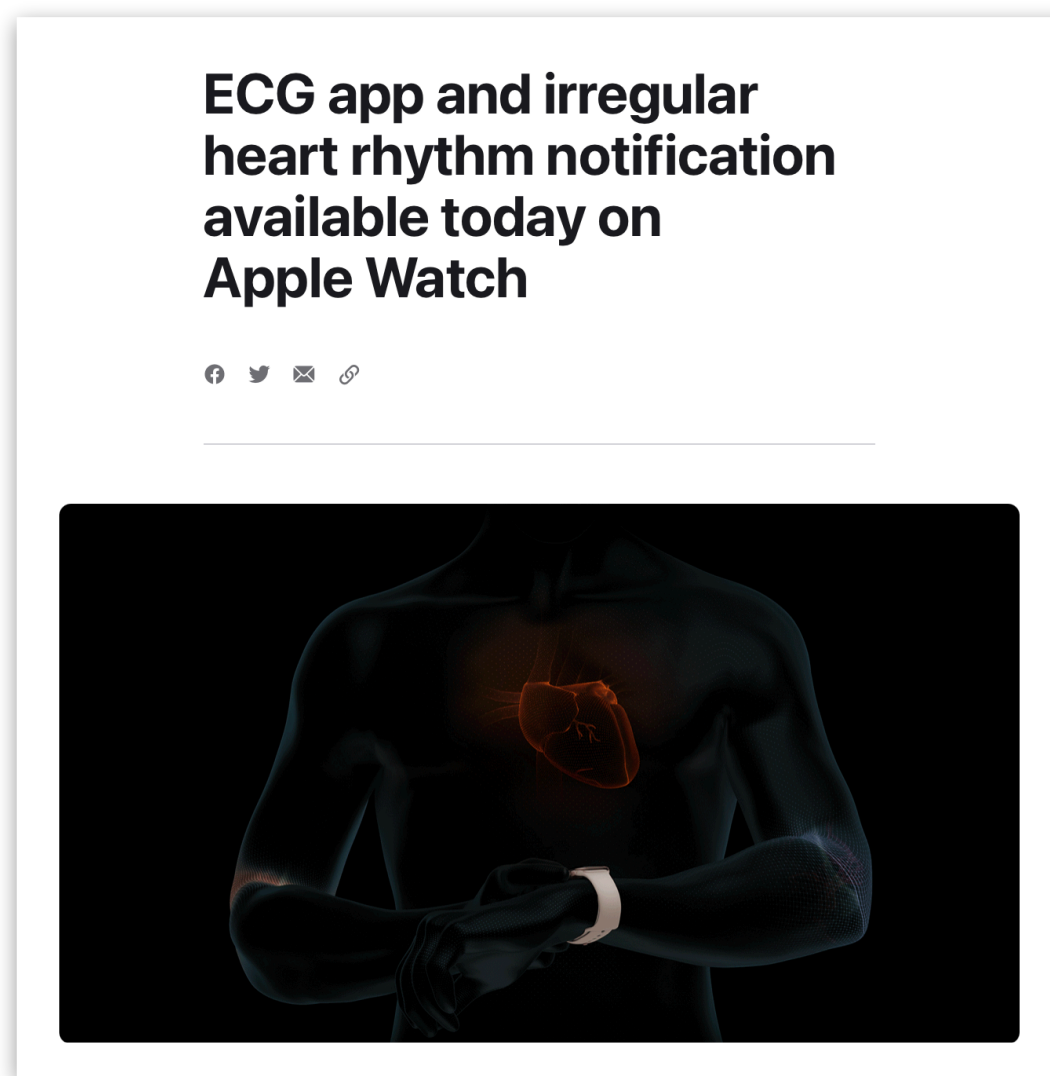 ECG app and irregular
heart rhythm notification
available today on
Apple Watch